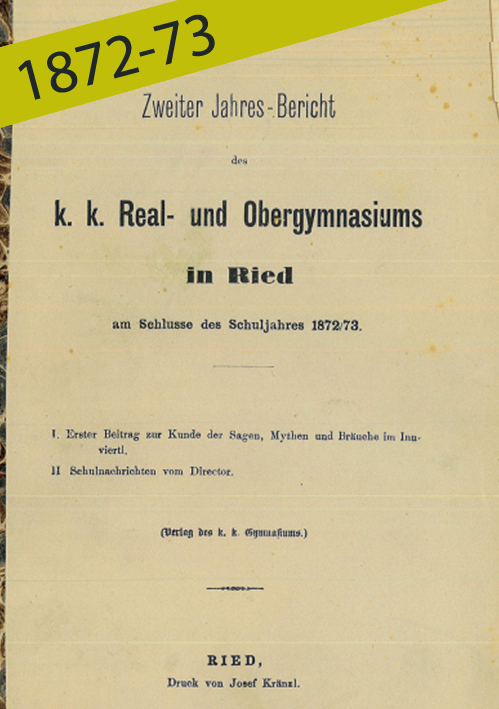 1872-73
Zweiter Jahres-Bericht
des
k. k. Real- und Obergymnasiums
in Ried
am Schlusse des Schuljahres 1872/73.
I. Erster Beitrag zur Kunde der Sagen, Mythen und Bräuche im Inn-
viertl.
II Schulnachrichten vom Director.
(Verlag des k. k. Gymnasiums.)
RIED,
Druck von Josef Kränzl.